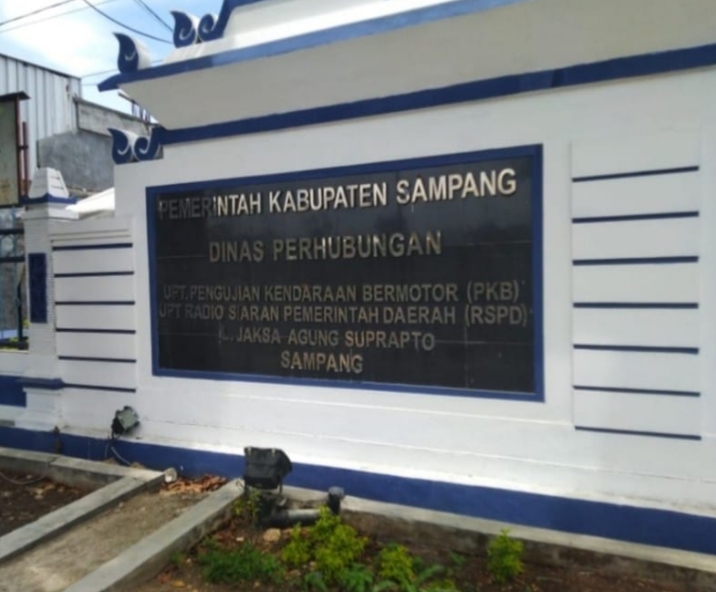 PEMERINTAH KABUPATEN SAMPANG
DINAS PERHUBUNGAN
UPT. PENGUJIAN KENDARAAN BERMOTOR (PKB)
UPT RADIO SIARAN PEMERINTAH DAERAH (RSPD)
JL. JAKSA AGUNG SUPRAPTO
SAMPANG